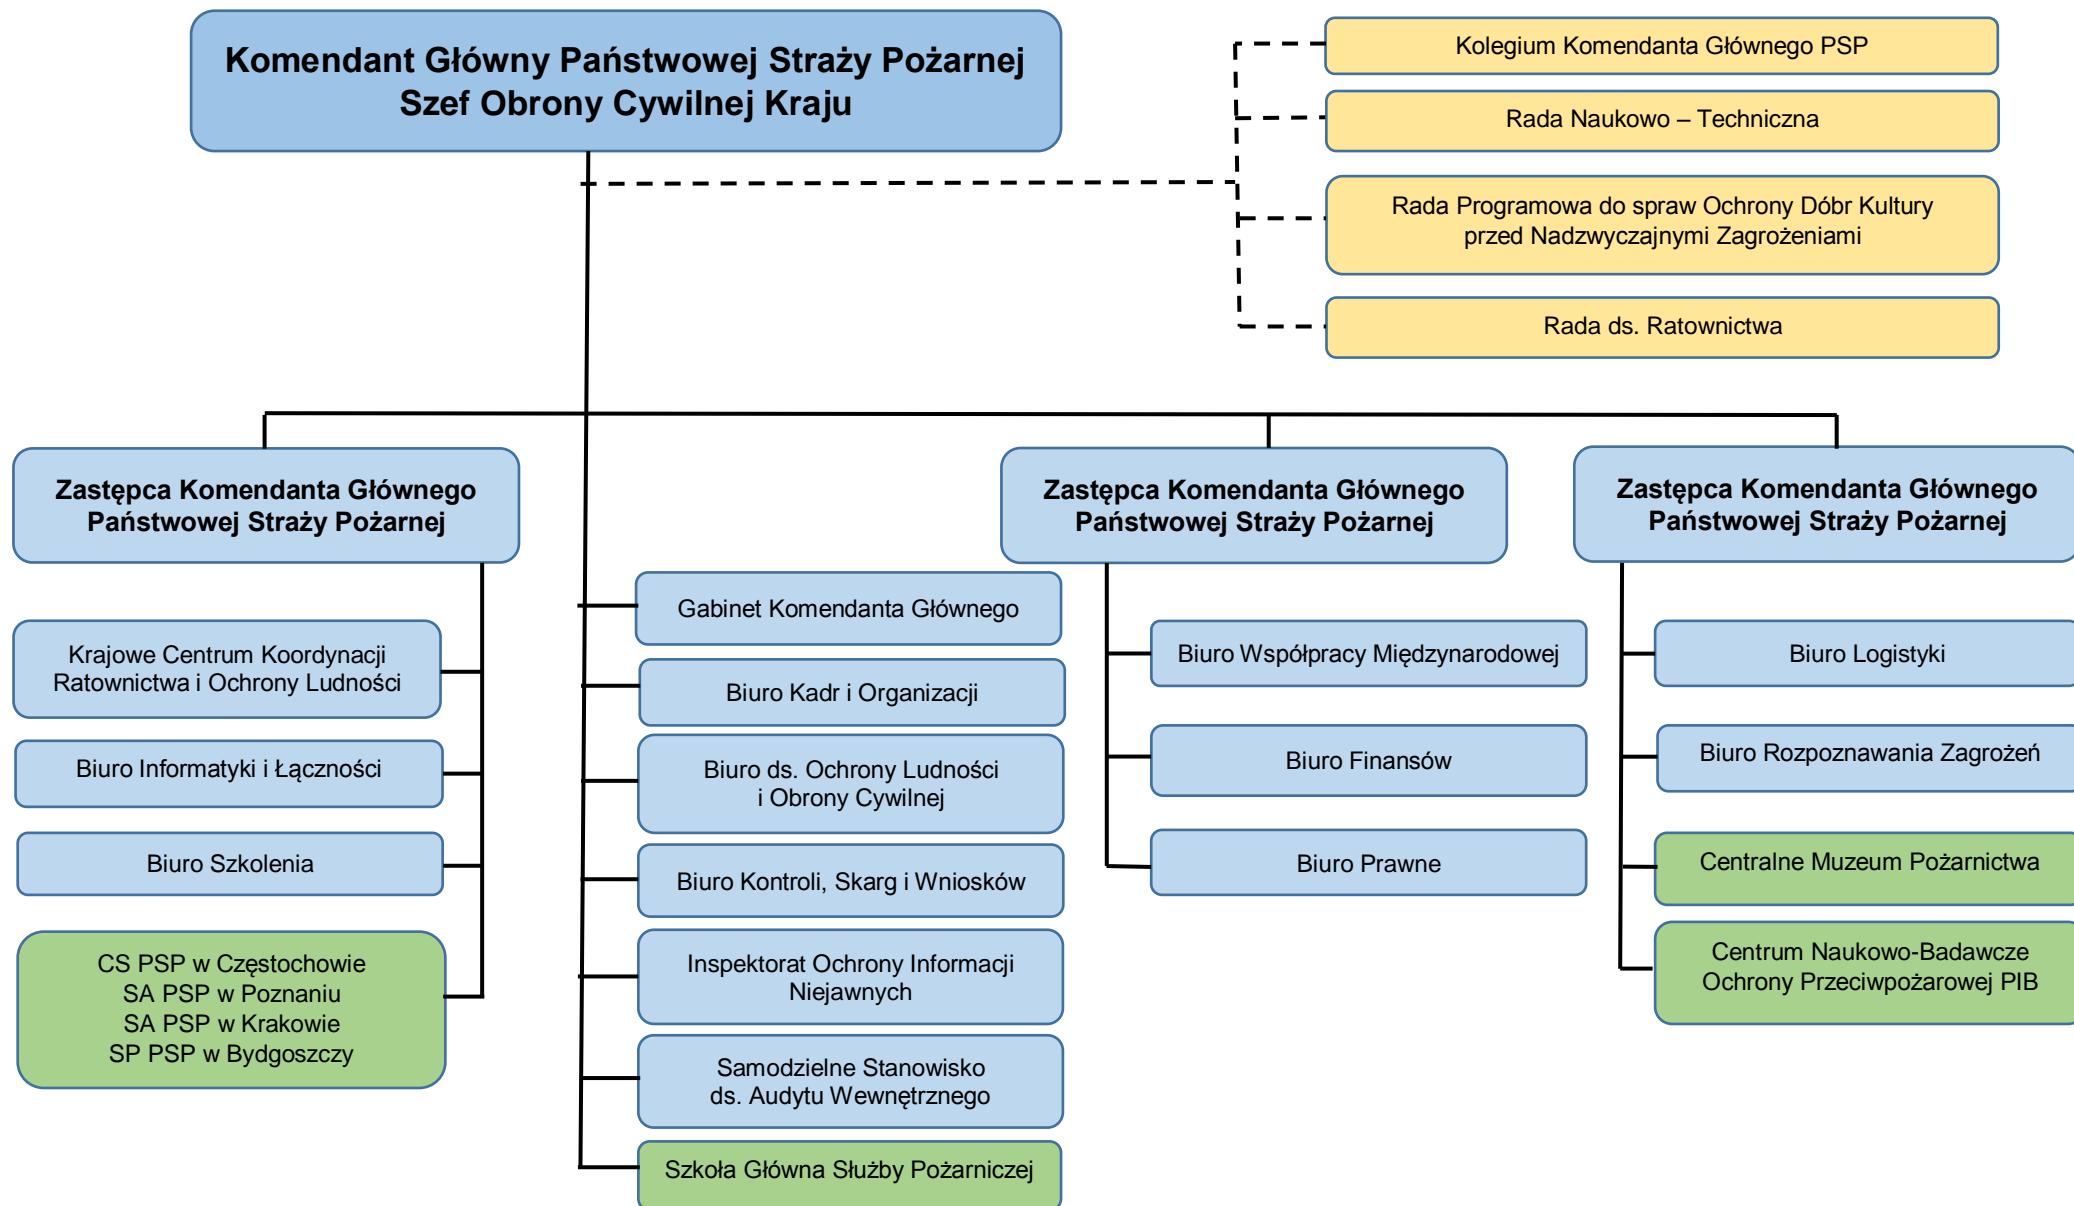 Komendant Główny Państwowej Straży Pożarnej
Szef Obrony Cywilnej Kraju
Kolegium Komendanta Głównego PSP
Rada Naukowo – Techniczna
Rada Programowa do spraw Ochrony Dóbr Kultury
przed Nadzwyczajnymi Zagrożeniami
Rada ds. Ratownictwa
Zastępca Komendanta Głównego
Państwowej Straży Pożarnej
Krajowe Centrum Koordynacji
Ratownictwa i Ochrony Ludności
Biuro Informatyki i Łączności
Biuro Szkolenia
CS PSP w Częstochowie
SA PSP w Poznaniu
SA PSP w Krakowie
SP PSP w Bydgoszczy
Gabinet Komendanta Głównego
Biuro Kadr i Organizacji
Biuro ds. Ochrony Ludności
i Obrony Cywilnej
Biuro Kontroli, Skarg i Wniosków
Inspektorat Ochrony Informacji
Niejawnych
Samodzielne Stanowisko
ds. Audytu Wewnętrznego
Szkoła Główna Służby Pożarniczej
Zastępca Komendanta Głównego
Państwowej Straży Pożarnej
Biuro Współpracy Międzynarodowej
Biuro Finansów
Biuro Prawne
Zastępca Komendanta Głównego
Państwowej Straży Pożarnej
Biuro Logistyki
Biuro Rozpoznawania Zagrożeń
Centralne Muzeum Pożarnictwa
Centrum Naukowo-Badawcze
Ochrony Przeciwpożarowej PIB